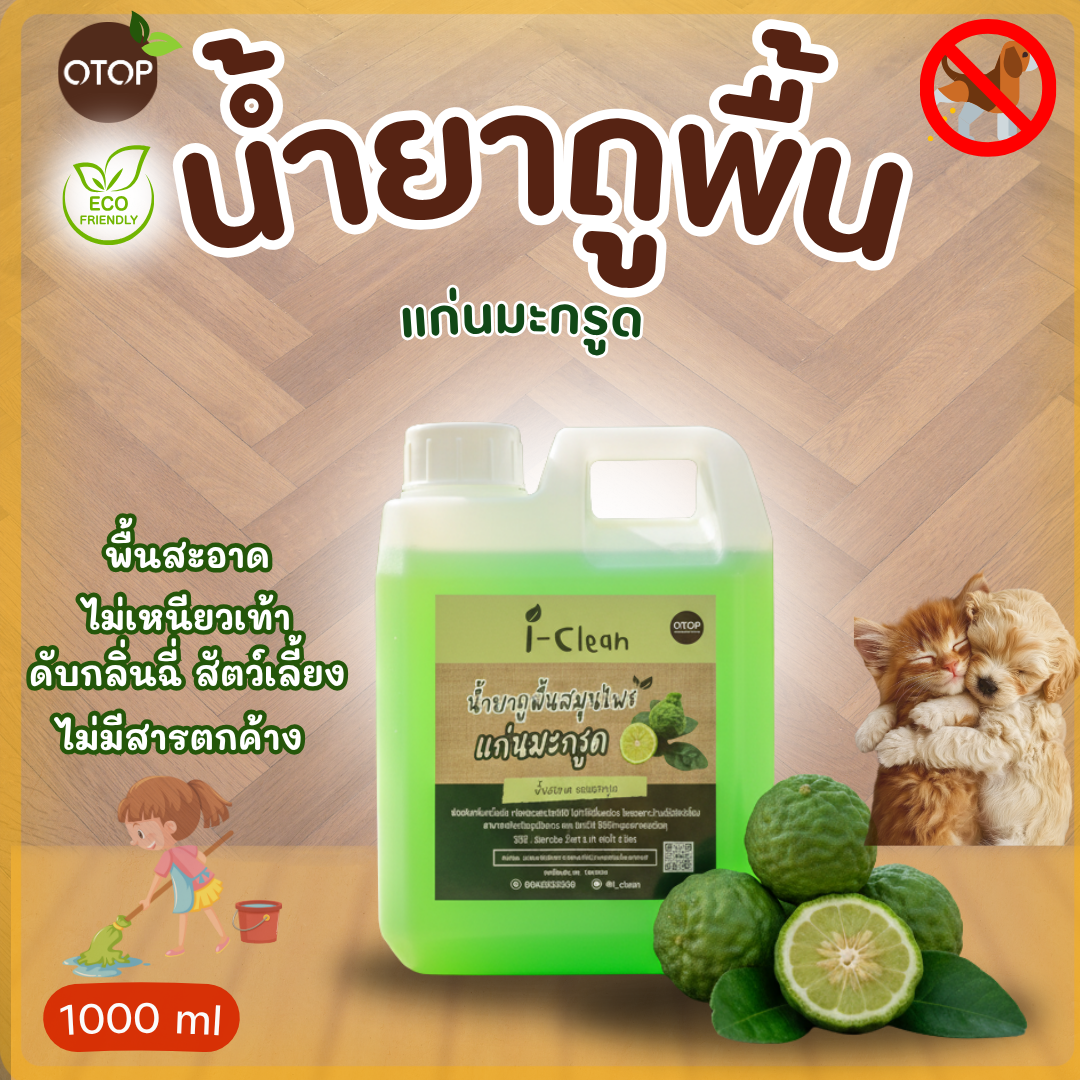 OTOP
น้ำยาถูพื้น
ECO
FRIENDLY
แก่นมะกรูด
พื้นสะอาด
ไม่เหนียวเท้า
ดับกลิ่นฉี่ สัตว์เลี้ยง
ไม่มีสารตกค้าง
i-Clean
OTOP
น้ำยาถูพื้นสมุนไพร
แก่นมะกรูด
1000 ml